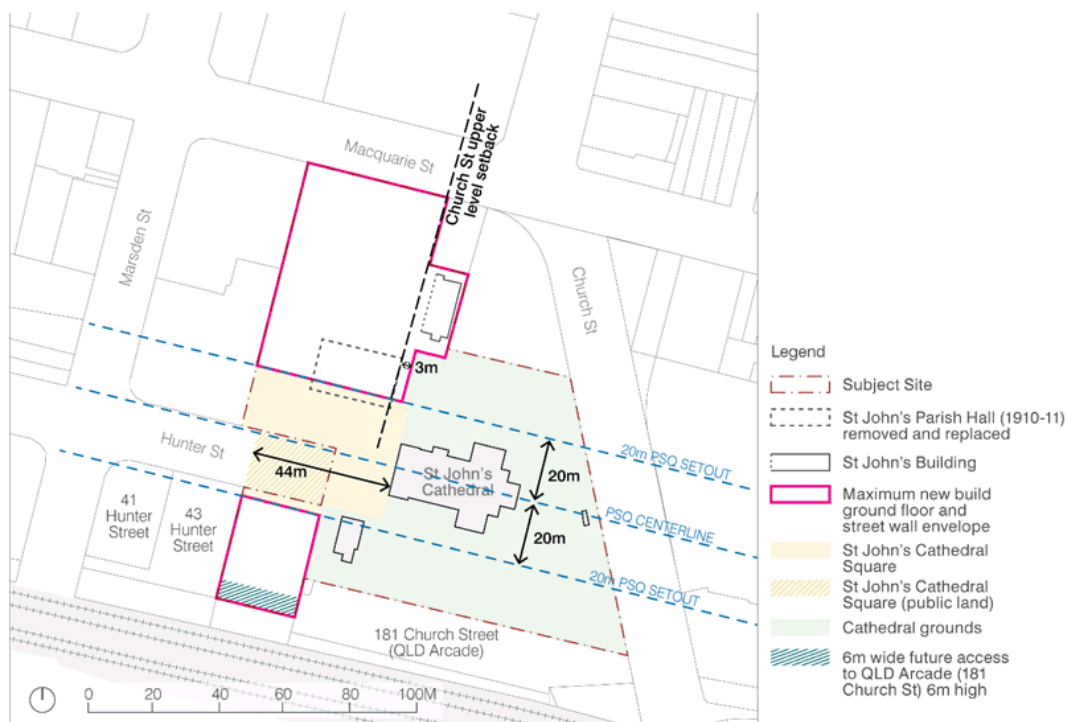 Macquarie St
Church St upper
level setback
Marsden St
Church St
3m
Hunter St
44m
St John's
Cathedral
20m
20m
20m PSQ SETOUT
PSQ CENTERLINE
20m PSQ SETOUT
41
Hunter
Street
43
Hunter
Street
181 Church Street
(QLD Arcade)
0 20 40 60 80 100M
Legend
Subject Site
St John's Parish Hall (1910-11)
removed and replaced
St John's Building
Maximum new build
ground floor and
street wall envelope
St John's Cathedral
Square
St John's Cathedral
Square (public land)
Cathedral grounds
6m wide future access
to QLD Arcade (181
Church St) 6m high